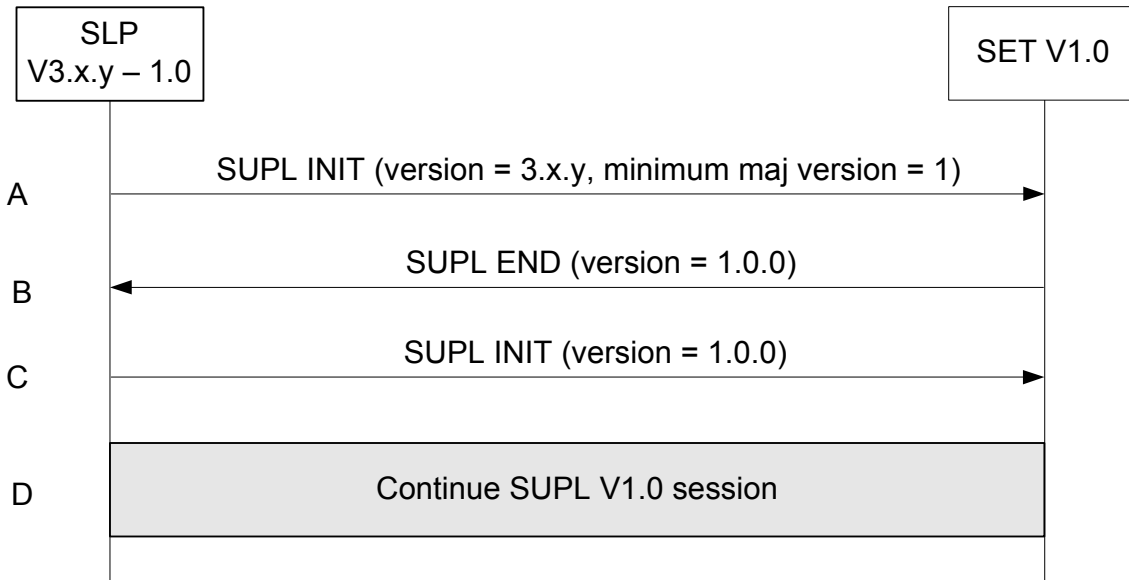 SLP
V3.x.y – 1.0
SET V1.0
SUPL INIT (version = 3.x.y, minimum maj version = 1)
A
SUPL END (version = 1.0.0)
B
SUPL INIT (version = 1.0.0)
C
Continue SUPL V1.0 session
D